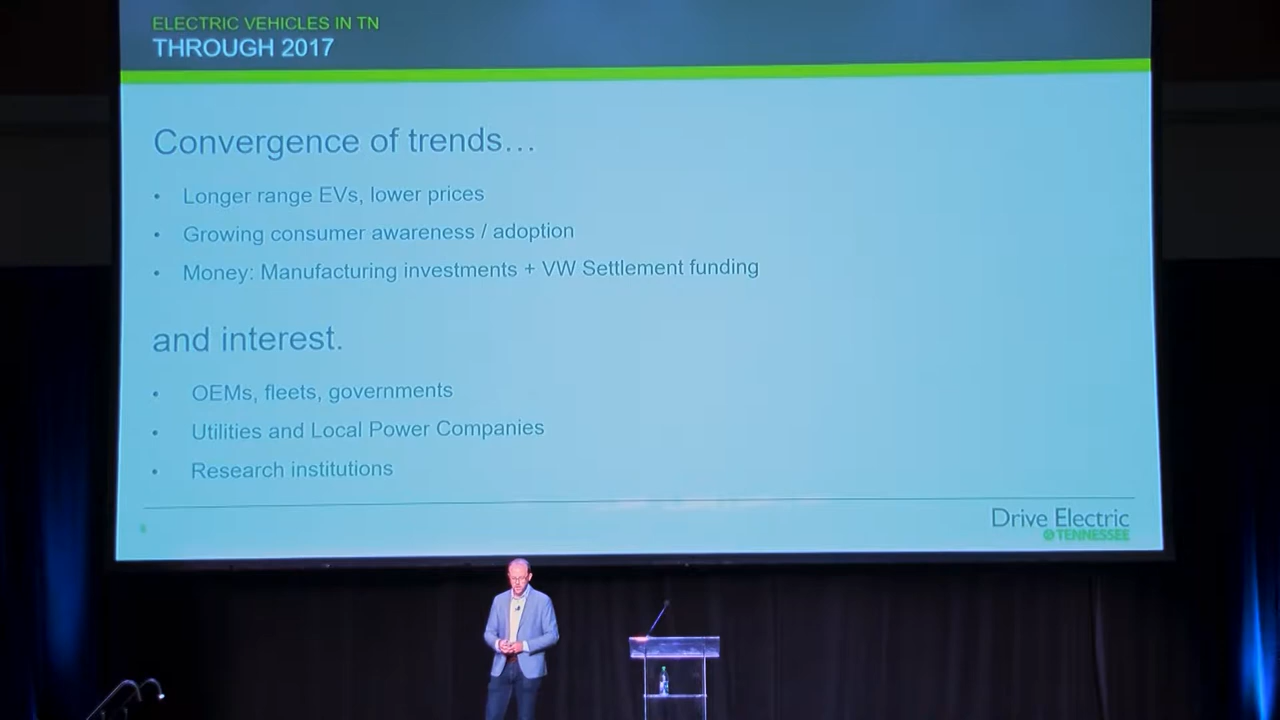 ELECTRIC VEHICLES IN TN
THROUGH 2017
Convergence of trends…
• Longer range EVs, lower prices
• Growing consumer awareness / adoption
• Money: Manufacturing investments + VW Settlement funding
and interest.
• OEMs, fleets, governments
• Utilities and Local Power Companies
• Research institutions
Drive Electric
TENNESSEE